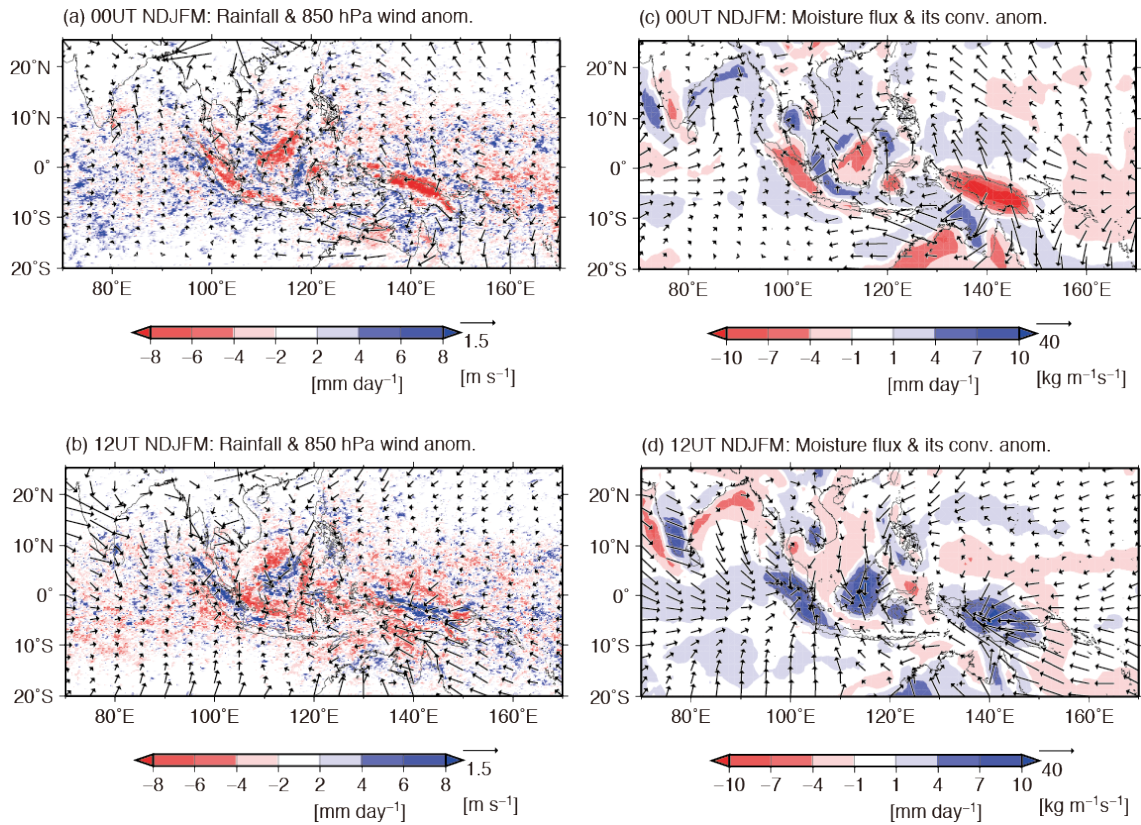 (a) 00UT NDJFM: Rainfall & 850 hPa wind anom.
20°N
10°N
0
10°S
20°S
80°E 100°E 120°E 140°E 160°E
−8 −6 −4 −2 2 4 6 8
1.5
[mm day−1]
[m s−1]
(c) 00UT NDJFM: Moisture flux & its conv. anom.
20°N
10°N
0
10°S
20°S
80°E 100°E 120°E 140°E 160°E
−10 −7 −4 −1 1 4 7 10
40
[mm day−1]
[kg m−1s−1]
(b) 12UT NDJFM: Rainfall & 850 hPa wind anom.
20°N
10°N
0
10°S
20°S
80°E 100°E 120°E 140°E 160°E
−8 −6 −4 −2 2 4 6 8
1.5
[mm day−1]
[m s−1]
(d) 12UT NDJFM: Moisture flux & its conv. anom.
20°N
10°N
0
10°S
20°S
80°E 100°E 120°E 140°E 160°E
−10 −7 −4 −1 1 4 7 10
40
[mm day−1]
[kg m−1s−1]